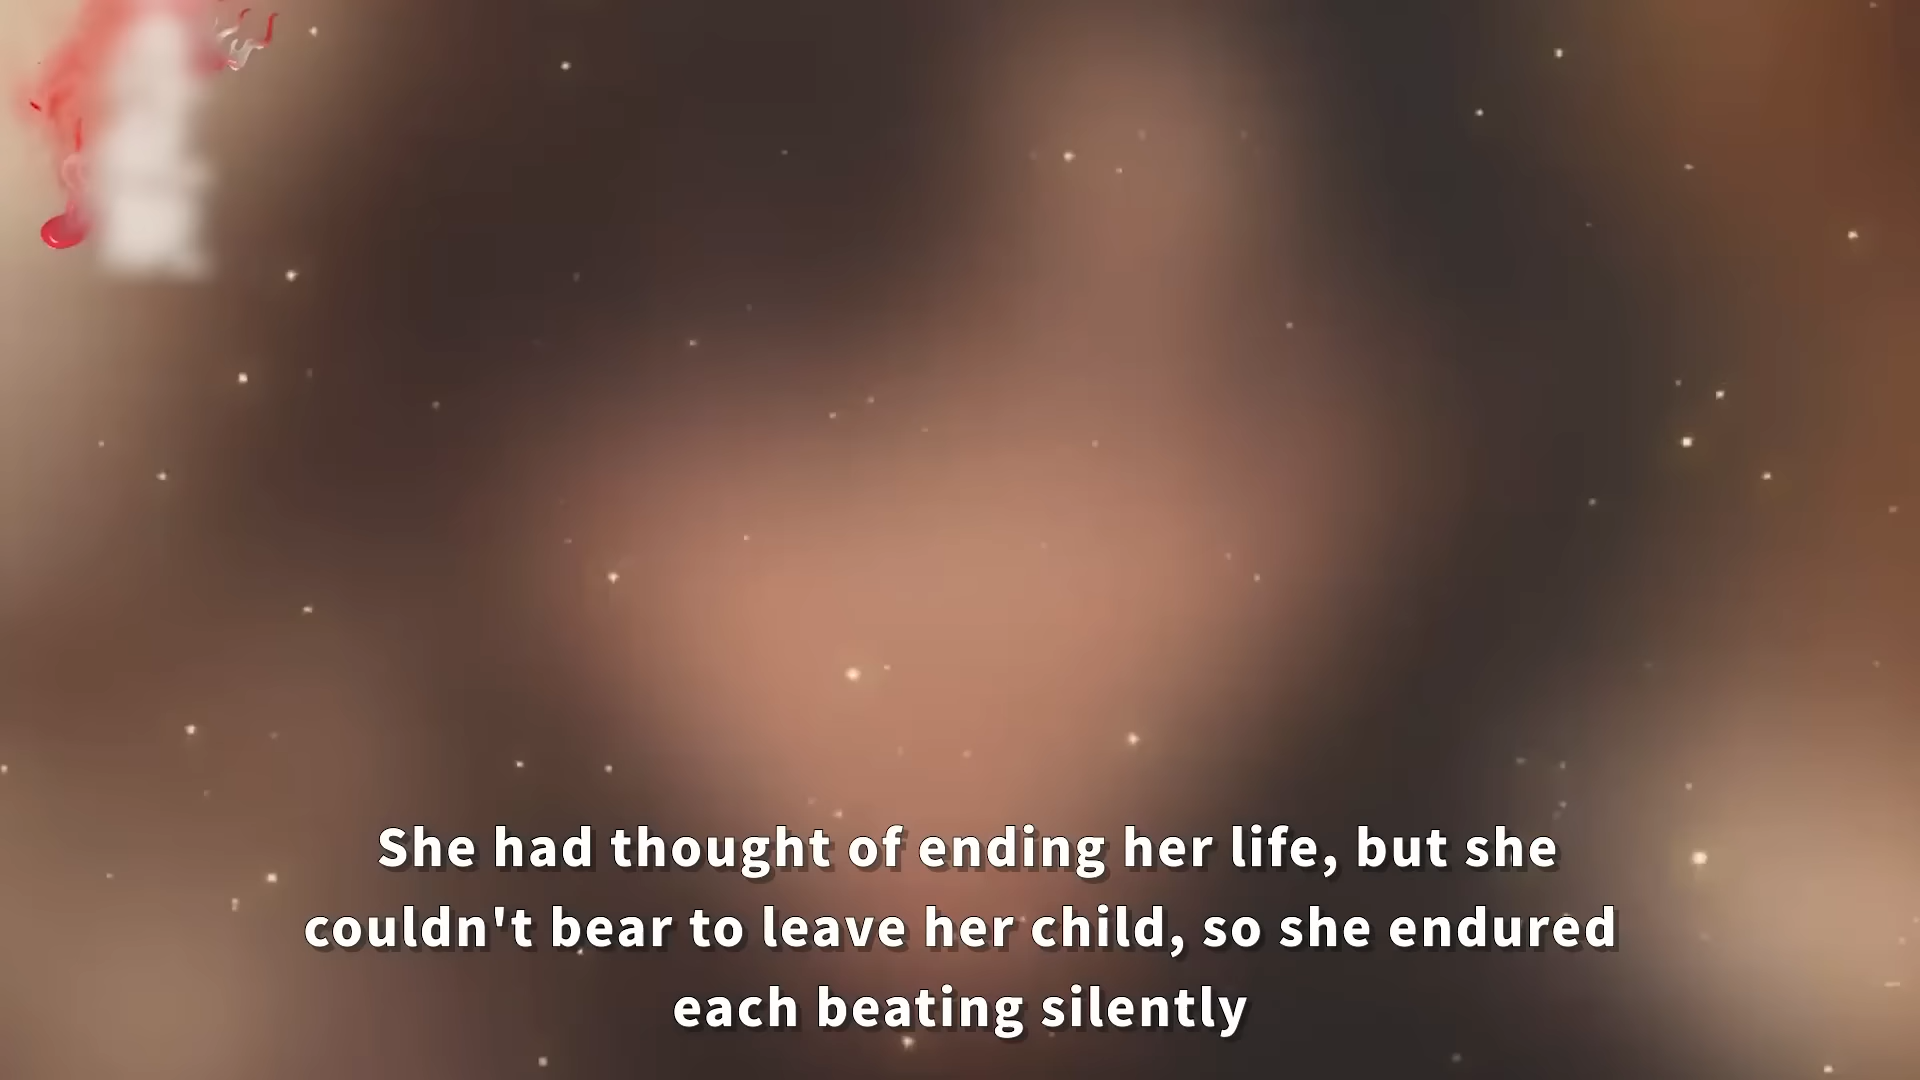 She had thought of ending her life, but she
couldn't bear to leave her child, so she endured
each beating silently